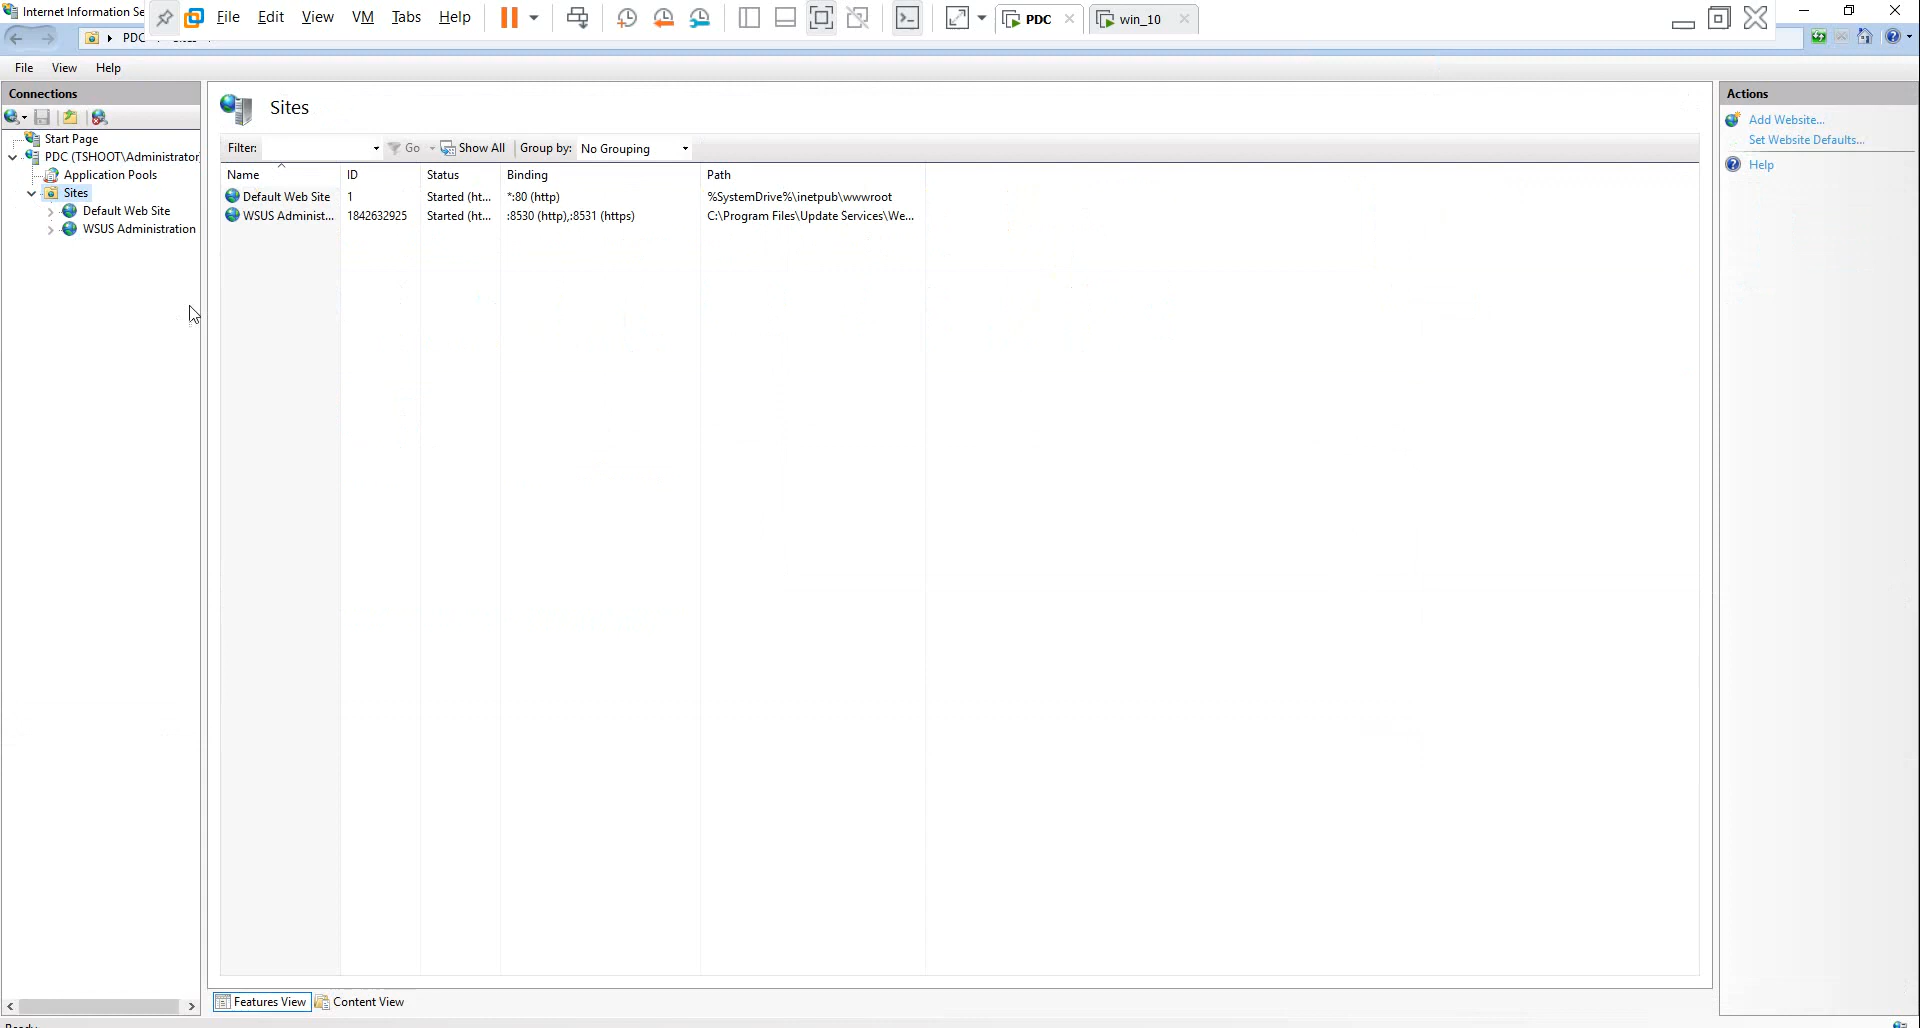 Internet Information Se
File Edit View VM Tabs Help
PDC
win_10
PDC
File View Help
Connections
Start Page
PDC (TSHOOT\Administrator
Application Pools
Sites
Default Web Site
WSUS Administration
Sites
Filter: Go Show All Group by: No Grouping
Name ID Status Binding Path
Default Web Site 1 Started (ht... *:80 (http) %SystemDrive%\inetpub\wwwroot
WSUS Administ... 1842632925 Started (ht... :8530 (http),:8531 (https) C:\Program Files\Update Services\We...
Features View Content View
Actions
Add Website...
Set Website Defaults...
Help